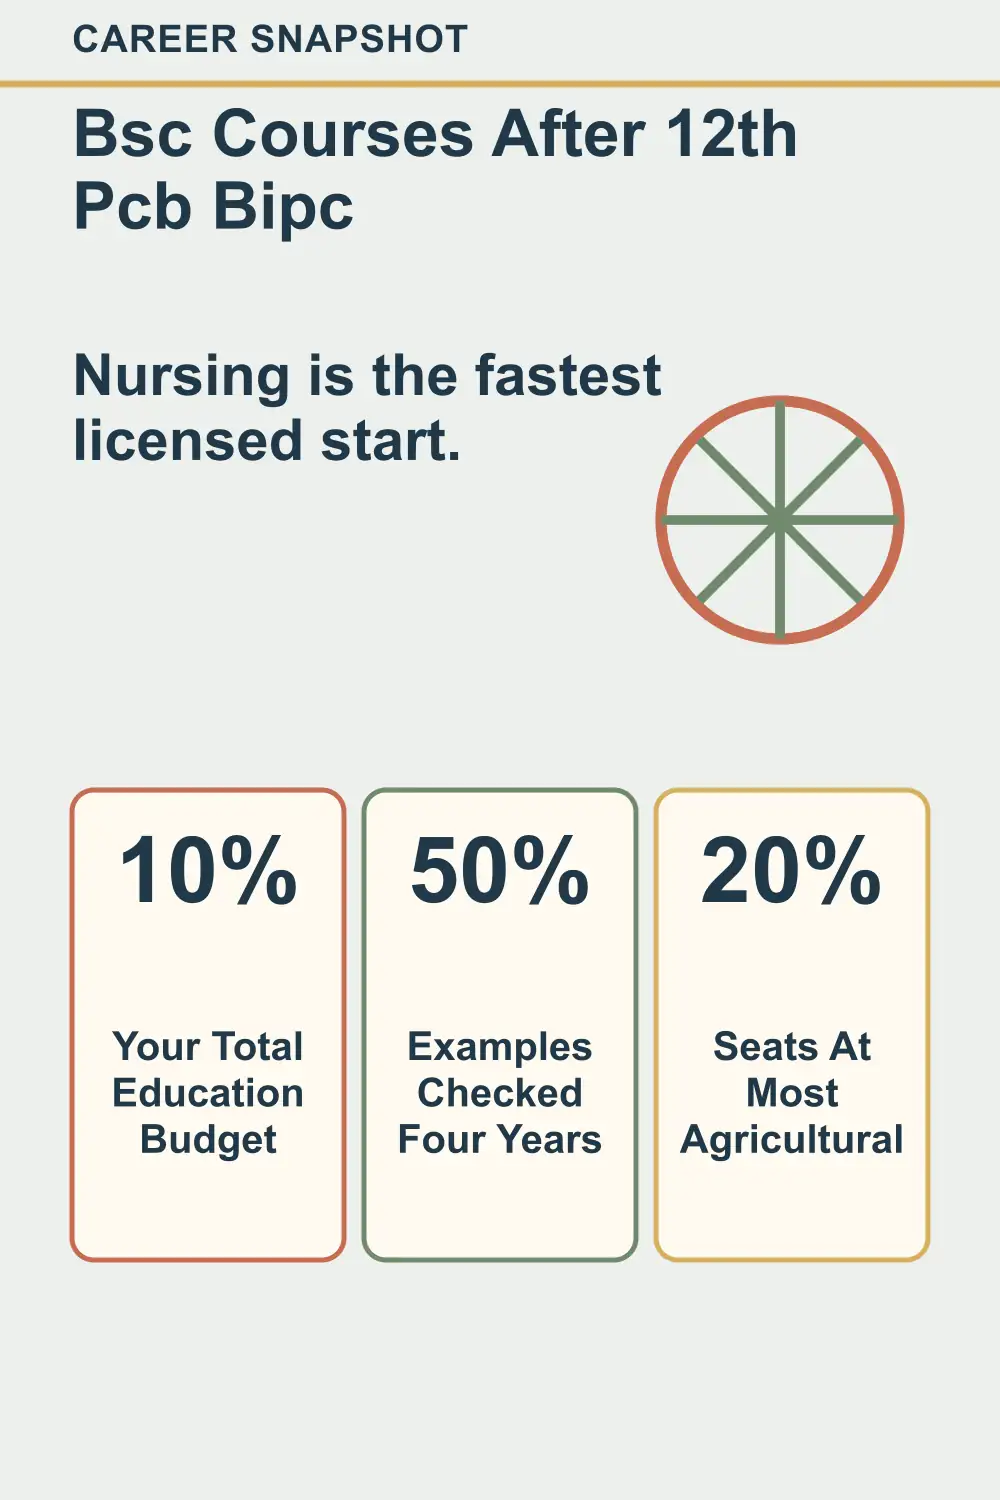 CAREER SNAPSHOT
Bsc Courses After 12th
Pcb Bipc
Nursing is the fastest
licensed start.
10%
Your Total
Education
Budget
50%
Examples
Checked
Four Years
20%
Seats At
Most
Agricultural